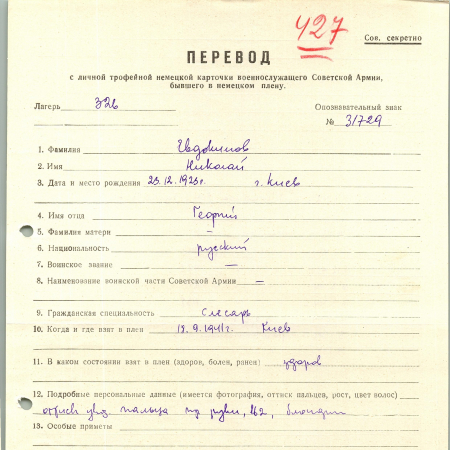 427
Сов. секретно
ПЕРЕВОД
с личной трофейной немецкой карточки военнослужащего Советской Армии,
бывшего в немецком плену.
Лагерь 326 Опознавательный знак
№ 31729
1. Фамилия Евдокимов
2. Имя Николай
3. Дата и место рождения 23.12.1923г. г. Киев
4. Имя отца Георгий
5. Фамилия матери –
6. Национальность русский
7. Воинское звание —
8. Наименование воинской части Советской Армии —
9. Гражданская специальность Слесарь
10. Когда и где взят в плен 19.9.1941г. Киев
11. В каком состоянии взят в плен (здоров, болен, ранен) здоров
12. Подробные персональные данные (имеется фотография, оттиск пальцев, рост, цвет волос)
оттиск указ. пальца пр руки, 162, блондин
13. Особые приметы